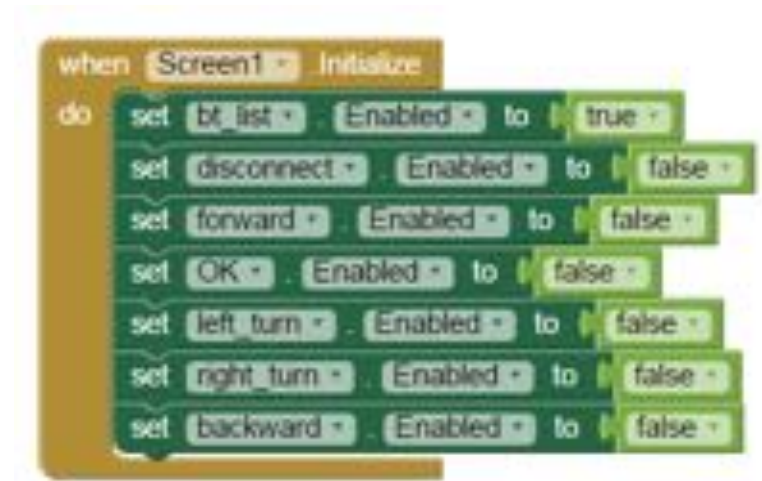 when Screen1 . Initialize
do set bt_list . Enabled to true
set disconnect . Enabled to false
set forward . Enabled to false
set OK . Enabled to false
set left_turn . Enabled to false
set right_turn . Enabled to false
set backward . Enabled to false